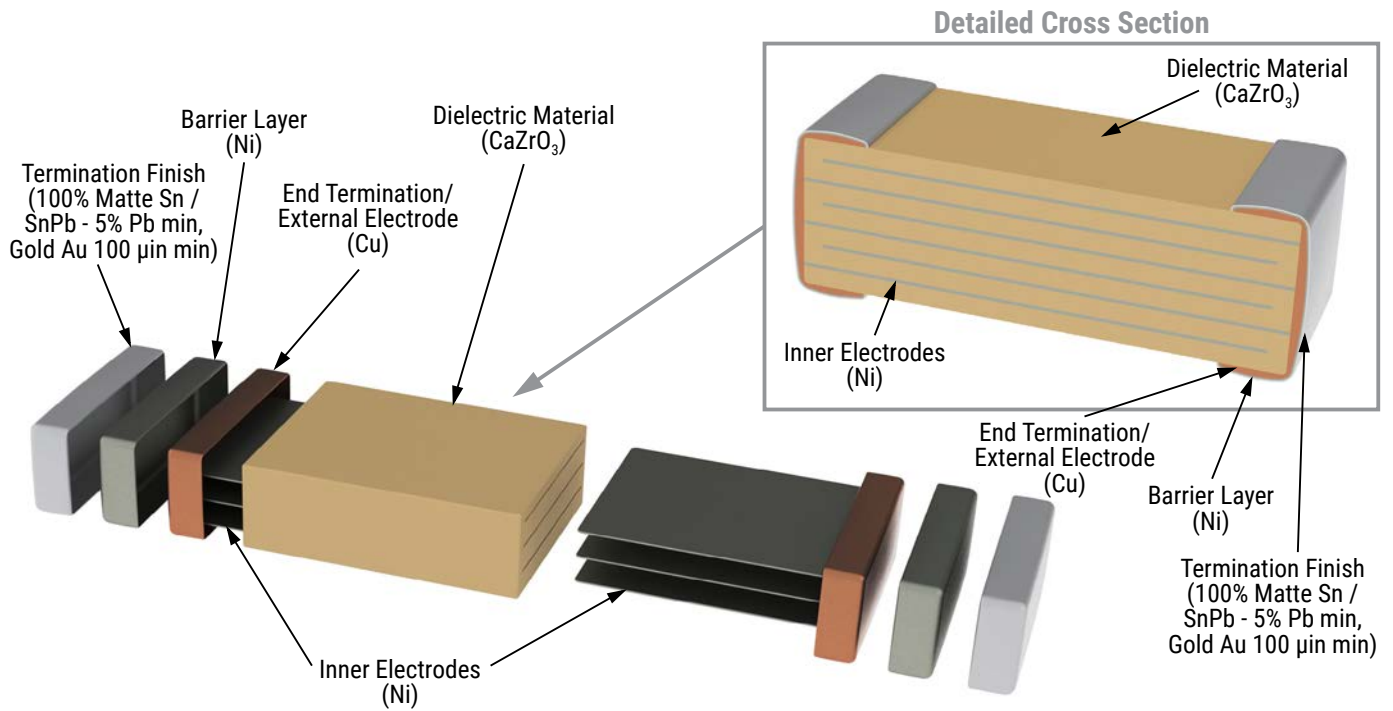 Detailed Cross Section
Dielectric Material
(CaZrO₃)
Barrier Layer
(Ni)
Dielectric Material
(CaZrO₃)
Termination Finish
(100% Matte Sn /
SnPb - 5% Pb min,
Gold Au 100 µin min)
End Termination/
External Electrode
(Cu)
Inner Electrodes
(Ni)
End Termination/
External Electrode
(Cu)
Barrier Layer
(Ni)
Termination Finish
(100% Matte Sn /
SnPb - 5% Pb min,
Gold Au 100 µin min)
Inner Electrodes
(Ni)